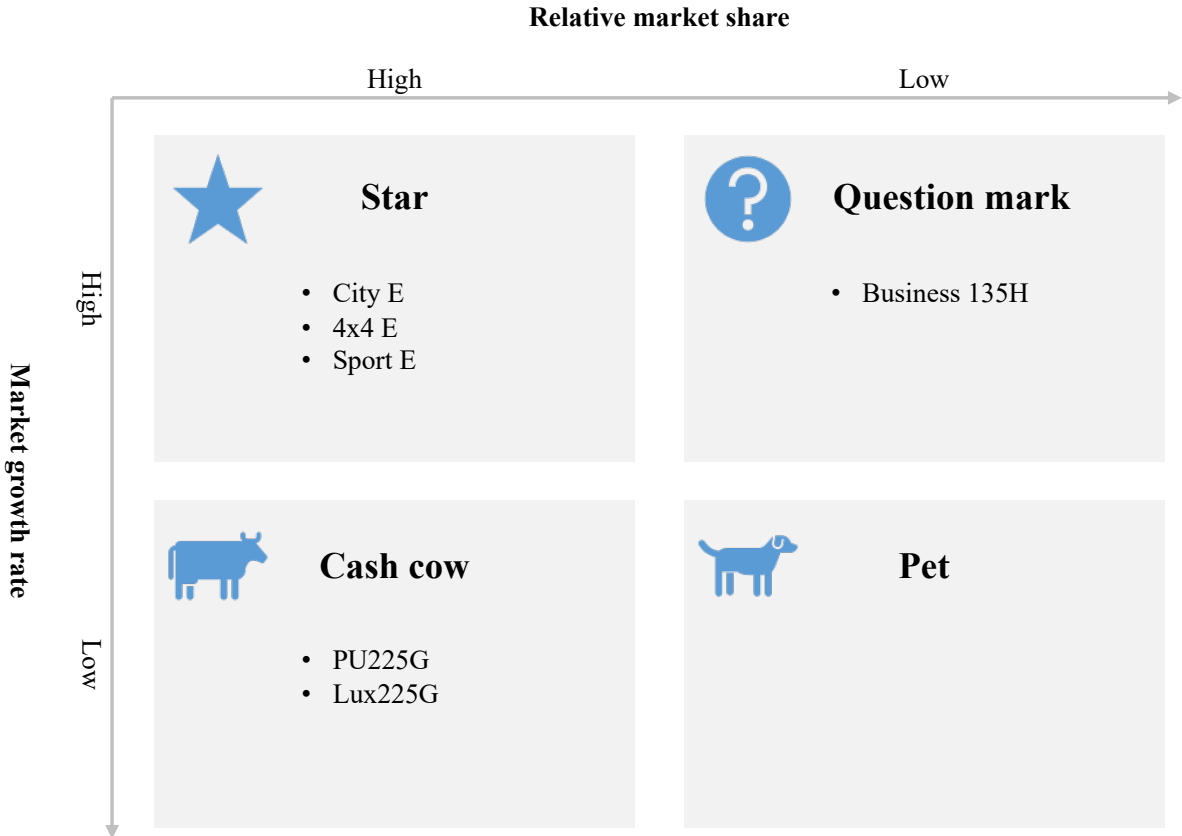 Relative market share
High
Low
Market growth rate
High
Low
Star
• City E
• 4x4 E
• Sport E
Question mark
• Business 135H
Cash cow
• PU225G
• Lux225G
Pet